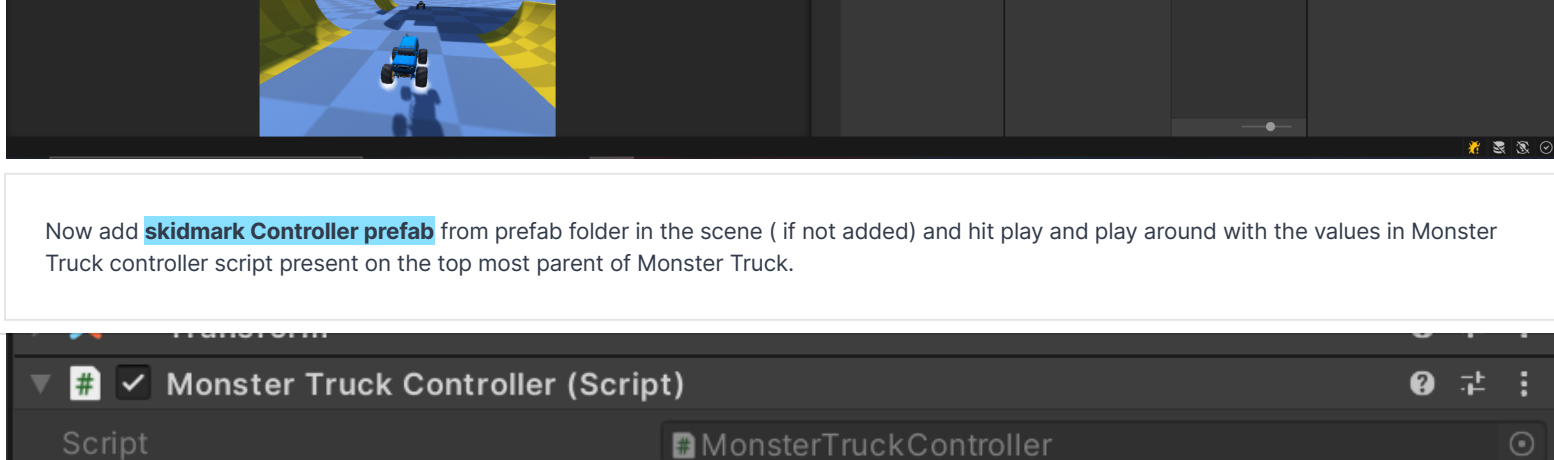 Now add skidmark Controller prefab from prefab folder in the scene ( if not added) and hit play and play around with the values in Monster
Truck controller script present on the top most parent of Monster Truck.
Monster Truck Controller (Script)
Script
MonsterTruckController